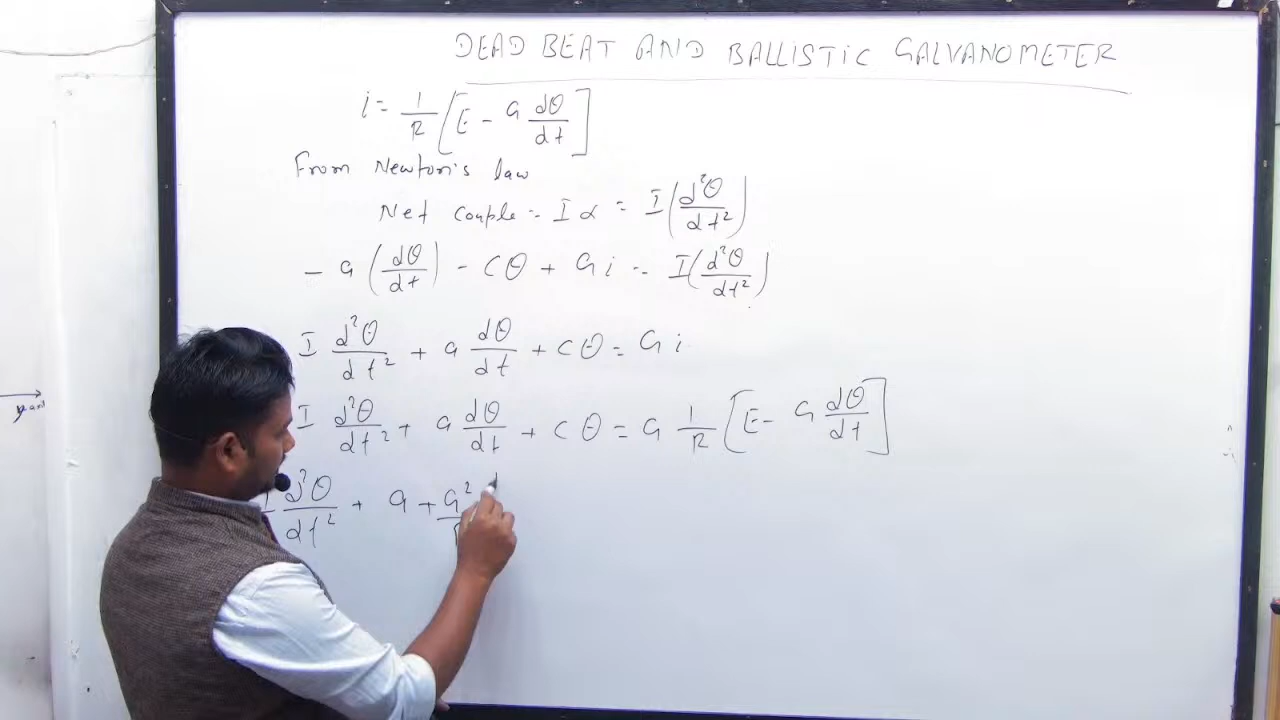 DEAD BEAT AND BALLISTIC GALVANOMETER
i = 1/R [E - G dθ/dt]
From Newton's law
Net couple = Iα = I(d²θ/dt²)
- a (dθ/dt) - Cθ + Gi = I(d²θ/dt²)
I d²θ/dt² + a dθ/dt + Cθ = Gi
I d²θ/dt² + a dθ/dt + Cθ = G 1/R [E - G dθ/dt]
I d²θ/dt² + a + G²